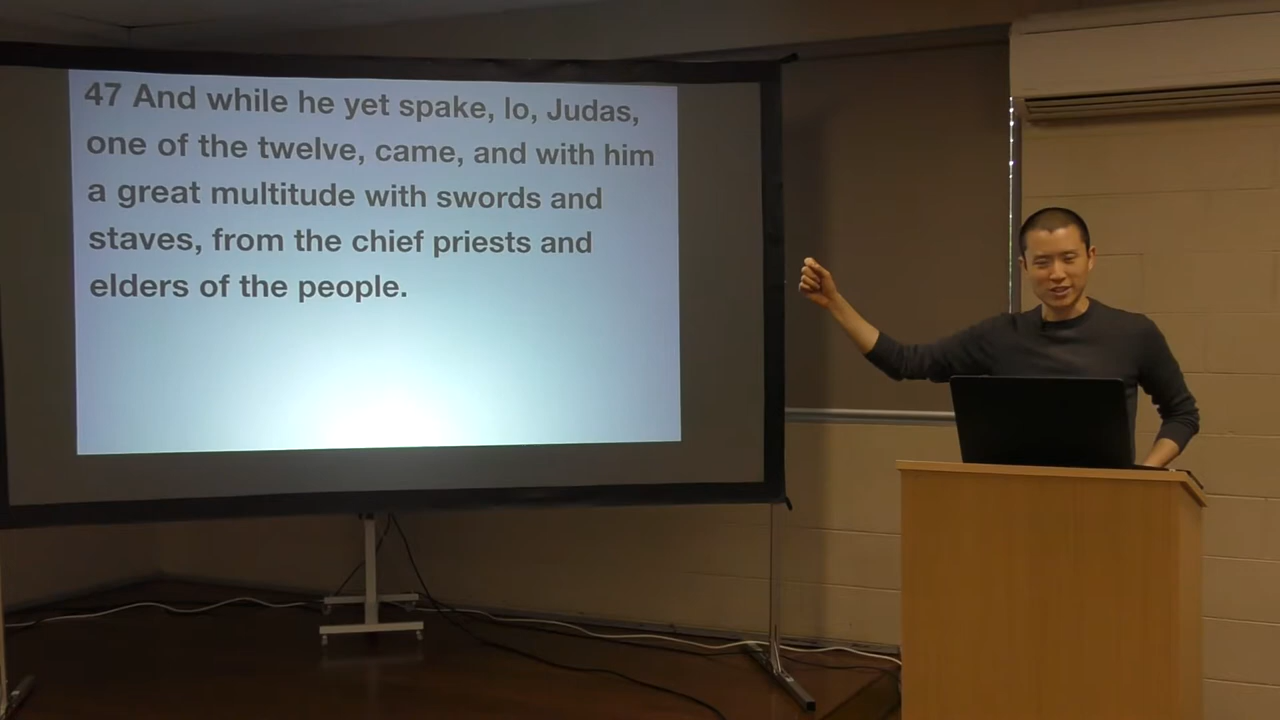 47 And while he yet spake, lo, Judas,
one of the twelve, came, and with him
a great multitude with swords and
staves, from the chief priests and
elders of the people.